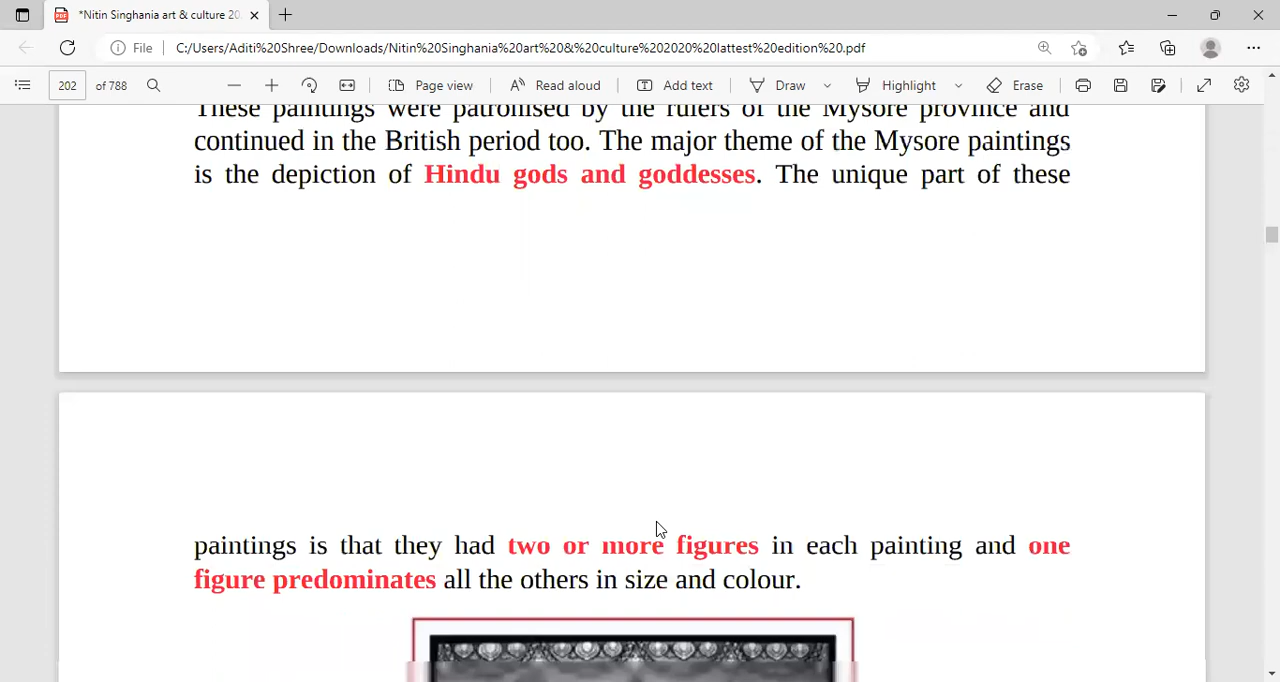 *Nitin Singhania art & culture 20
File C:/Users/Aditi%20Shree/Downloads/Nitin%20Singhania%20art%20&%20culture%202020%20lattest%20edition%20.pdf
202 of 788 Page view Read aloud Add text Draw Highlight Erase
These paintings were patronised by the rulers of the Mysore province and
continued in the British period too. The major theme of the Mysore paintings
is the depiction of Hindu gods and goddesses. The unique part of these
paintings is that they had two or more figures in each painting and one
figure predominates all the others in size and colour.